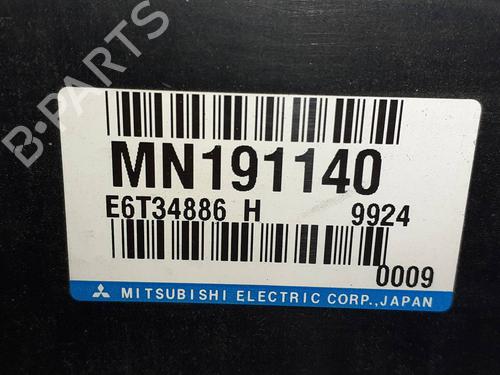 B-PARTS
MN191140
E6T34886 H 9924
0009
MITSUBISHI ELECTRIC CORP.,JAPAN